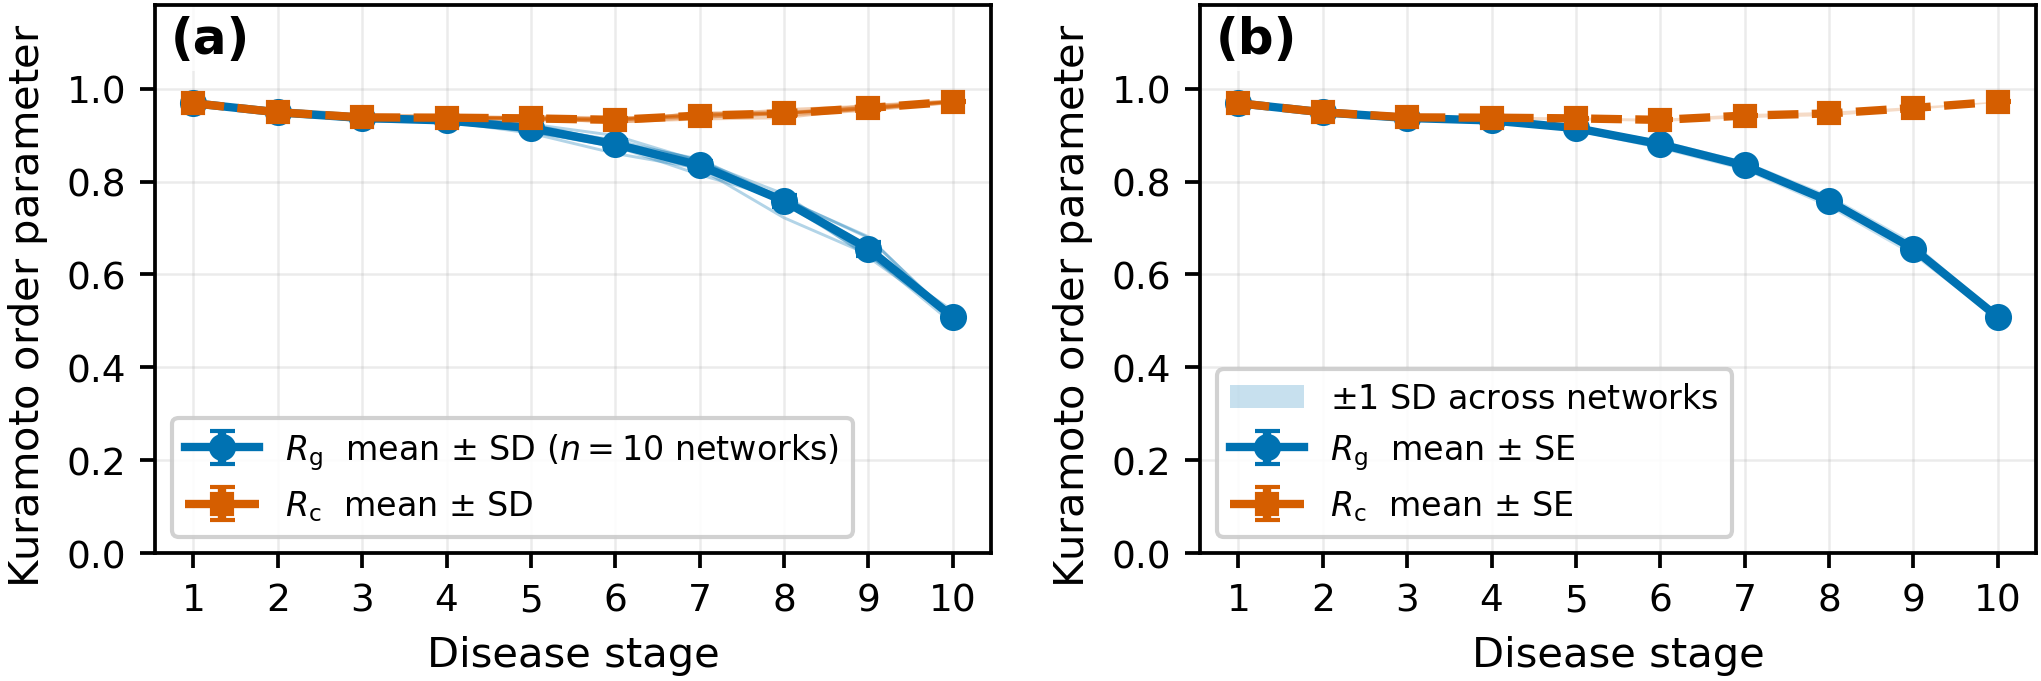 (a)
Kuramoto order parameter
1.0
0.8
0.6
0.4
0.2
0.0
R_g mean ± SD (n = 10 networks)
R_c mean ± SD
1 2 3 4 5 6 7 8 9 10
Disease stage
(b)
Kuramoto order parameter
1.0
0.8
0.6
0.4
0.2
0.0
±1 SD across networks
R_g mean ± SE
R_c mean ± SE
1 2 3 4 5 6 7 8 9 10
Disease stage